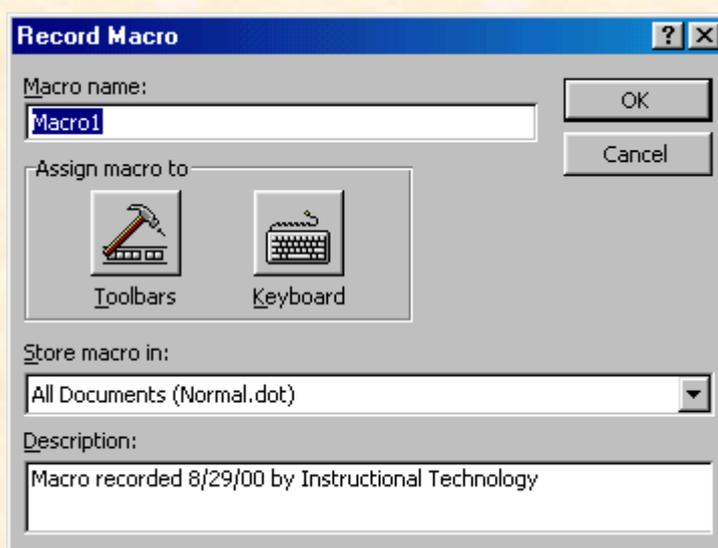 Record Macro
Macro name:
OK
Macro1
Cancel
Assign macro to
Toolbars Keyboard
Store macro in:
All Documents (Normal.dot)
Description:
Macro recorded 8/29/00 by Instructional Technology